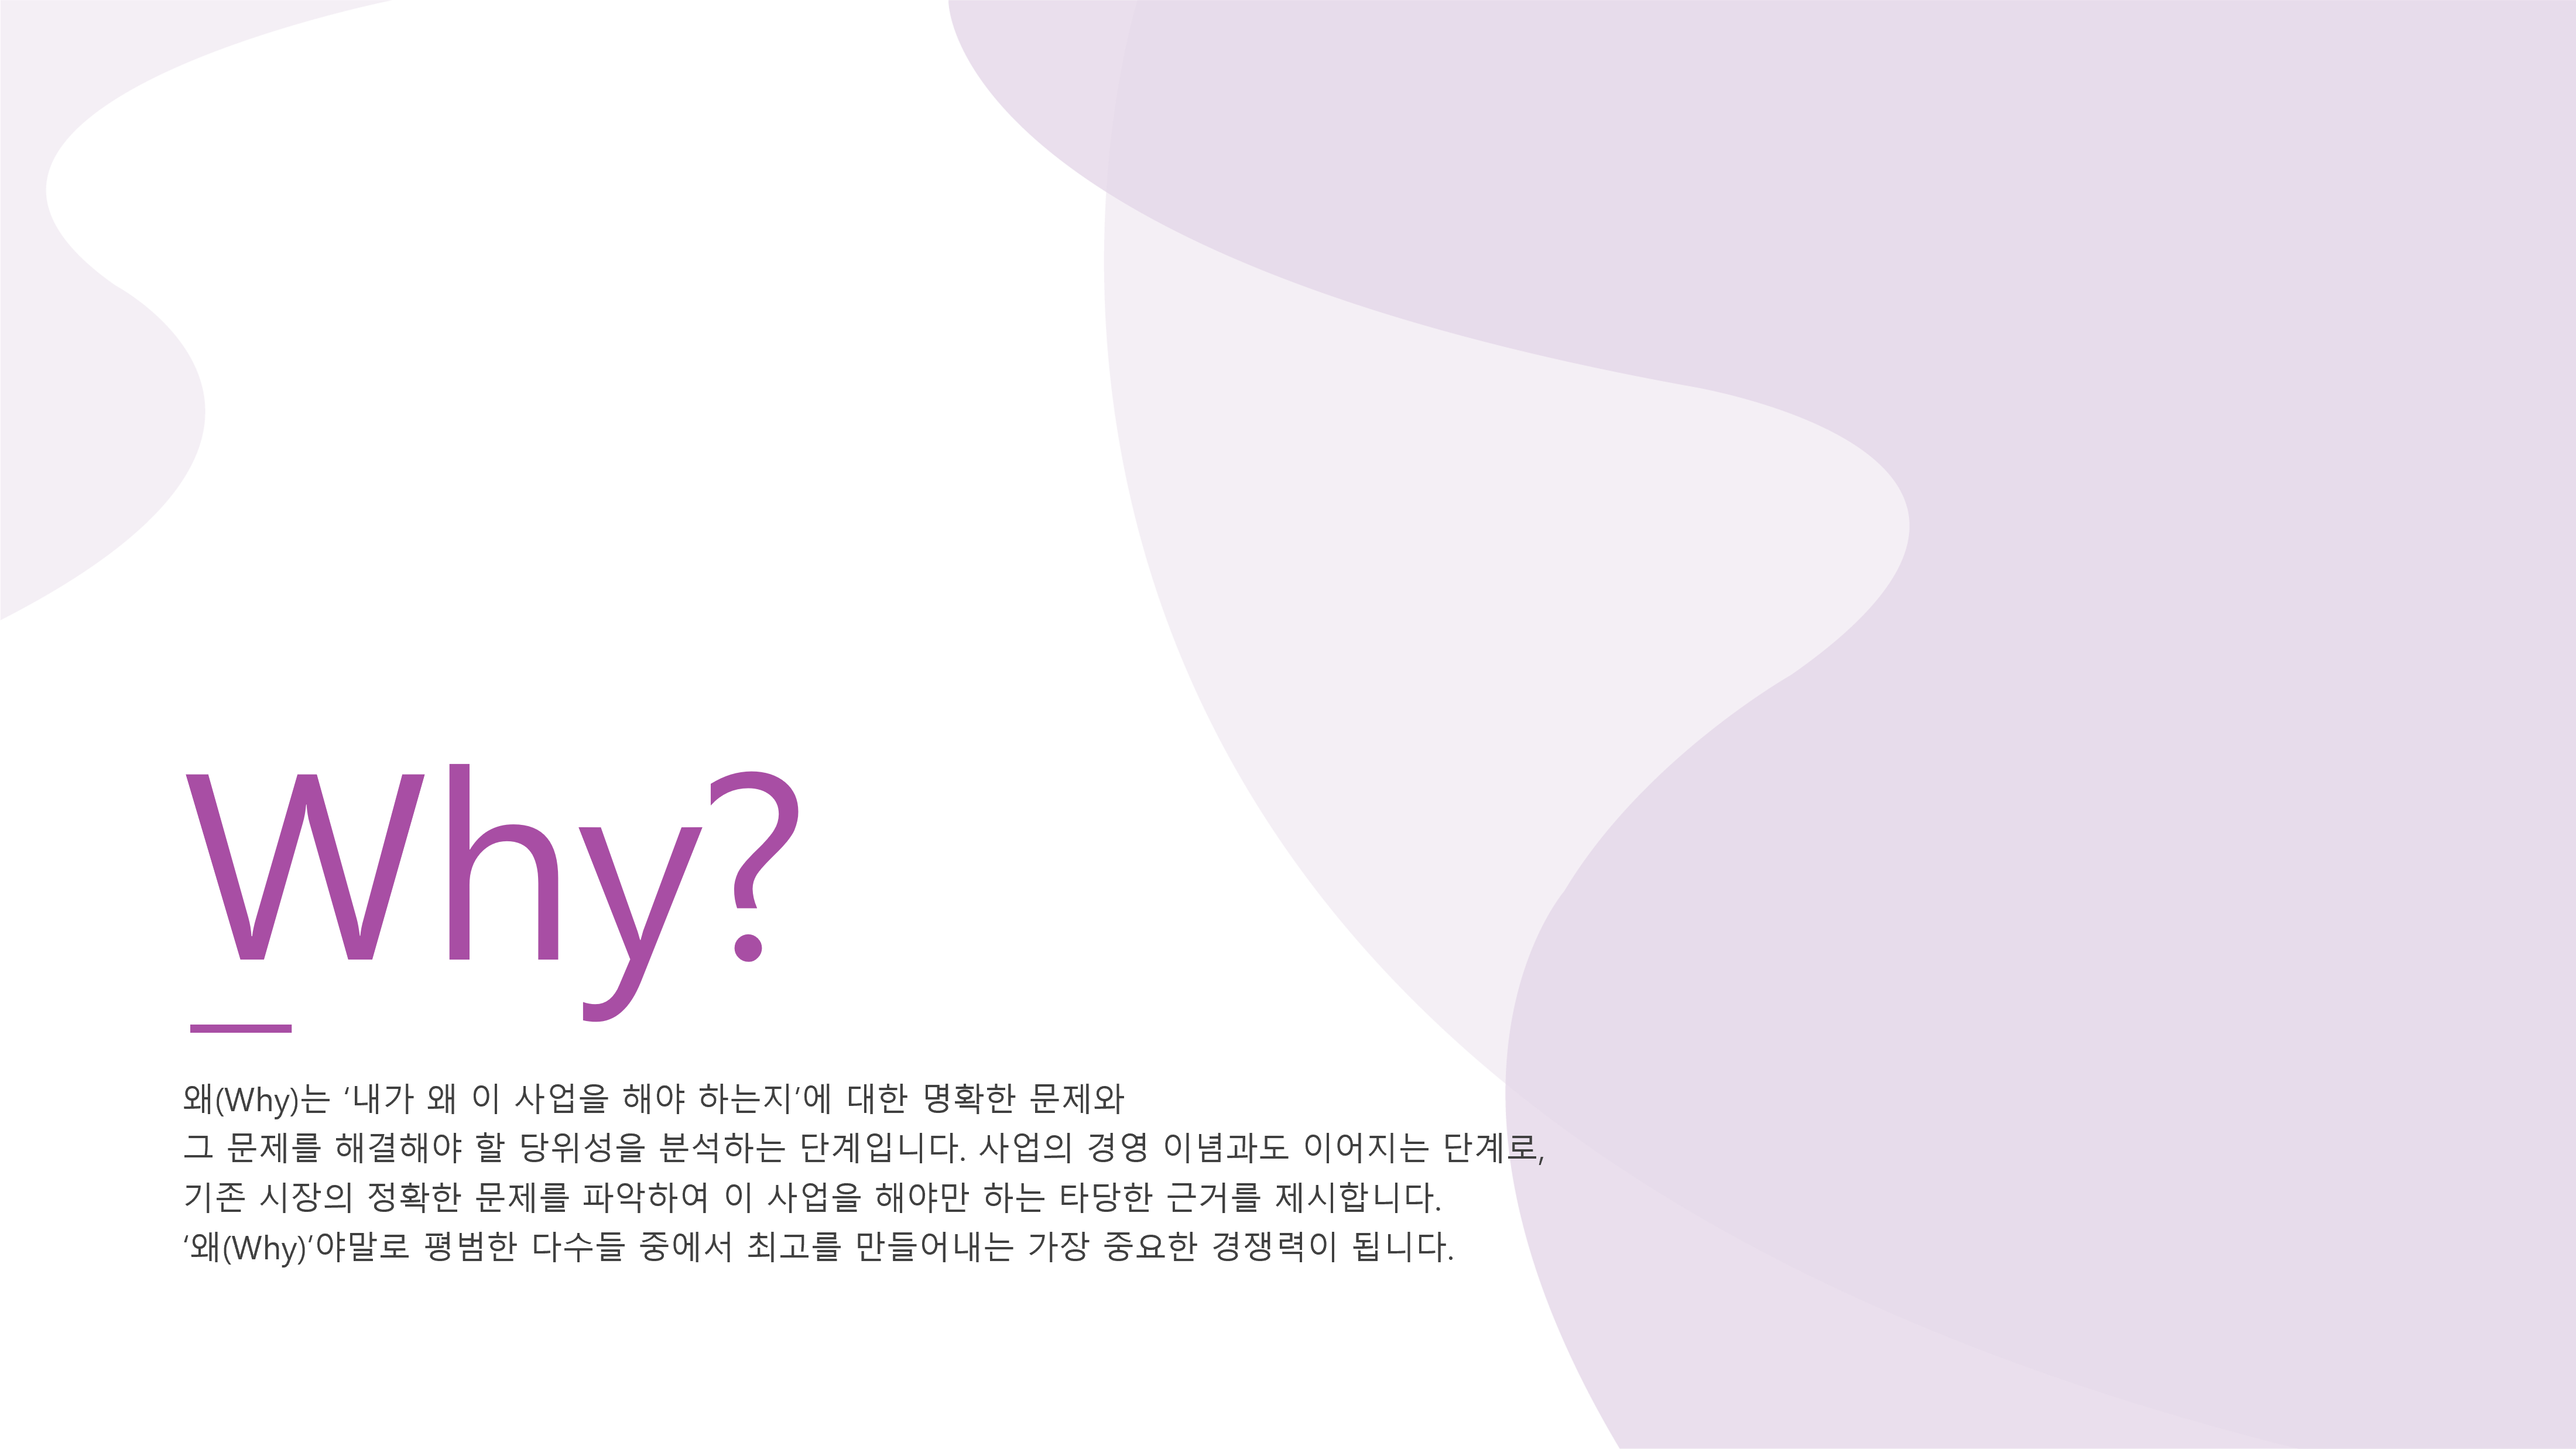 Why?
왜(Why)는 ‘내가 왜 이 사업을 해야 하는지’에 대한 명확한 문제와
그 문제를 해결해야 할 당위성을 분석하는 단계입니다. 사업의 경영 이념과도 이어지는 단계로,
기존 시장의 정확한 문제를 파악하여 이 사업을 해야만 하는 타당한 근거를 제시합니다.
‘왜(Why)’야말로 평범한 다수들 중에서 최고를 만들어내는 가장 중요한 경쟁력이 됩니다.